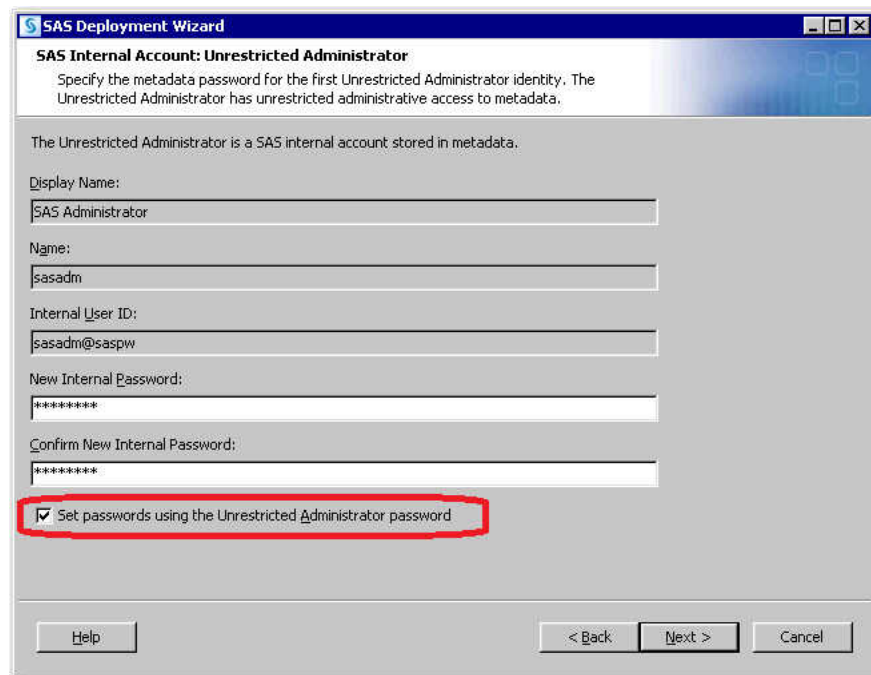 SAS Deployment Wizard
SAS Internal Account: Unrestricted Administrator
Specify the metadata password for the first Unrestricted Administrator identity. The
Unrestricted Administrator has unrestricted administrative access to metadata.
The Unrestricted Administrator is a SAS internal account stored in metadata.
Display Name:
SAS Administrator
Name:
sasadm
Internal User ID:
sasadm@saspw
New Internal Password:
********
Confirm New Internal Password:
********
Set passwords using the Unrestricted Administrator password
Help
< Back
Next >
Cancel